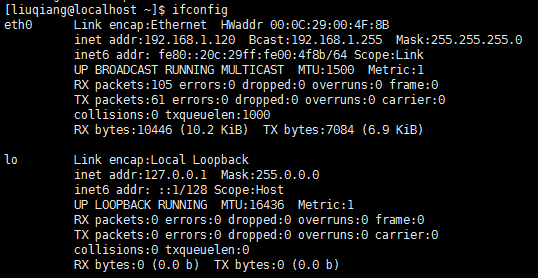 [liuqiang@localhost ~]$ ifconfig
eth0      Link encap:Ethernet  HWaddr 00:0C:29:00:4F:8B
          inet addr:192.168.1.120  Bcast:192.168.1.255  Mask:255.255.255.0
          inet6 addr: fe80::20c:29ff:fe00:4f8b/64 Scope:Link
          UP BROADCAST RUNNING MULTICAST  MTU:1500  Metric:1
          RX packets:105 errors:0 dropped:0 overruns:0 frame:0
          TX packets:61 errors:0 dropped:0 overruns:0 carrier:0
          collisions:0 txqueuelen:1000
          RX bytes:10446 (10.2 KiB)  TX bytes:7084 (6.9 KiB)
lo        Link encap:Local Loopback
          inet addr:127.0.0.1  Mask:255.0.0.0
          inet6 addr: ::1/128 Scope:Host
          UP LOOPBACK RUNNING  MTU:16436  Metric:1
          RX packets:0 errors:0 dropped:0 overruns:0 frame:0
          TX packets:0 errors:0 dropped:0 overruns:0 carrier:0
          collisions:0 txqueuelen:0
          RX bytes:0 (0.0 b)  TX bytes:0 (0.0 b)